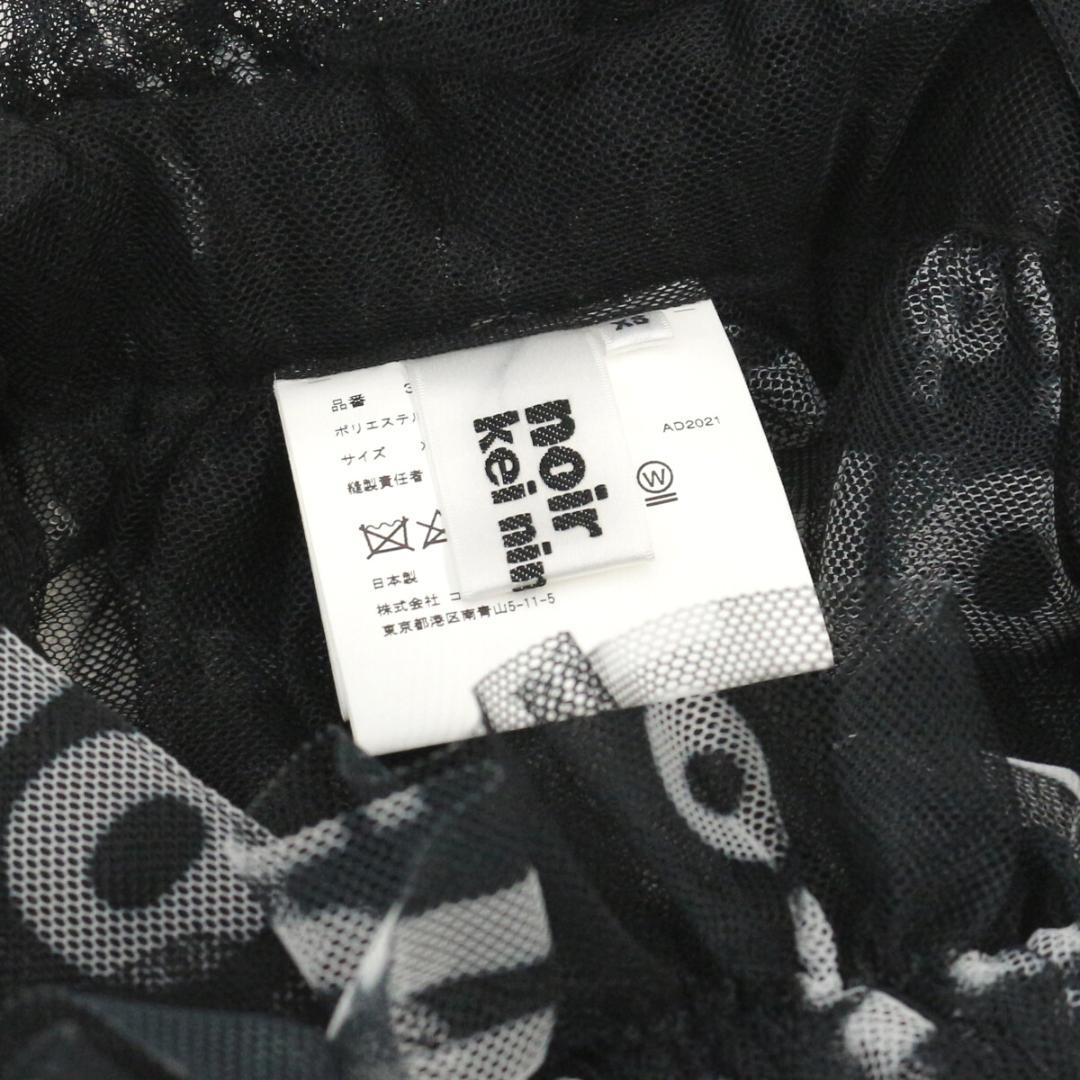 XS
品番 3
ポリエステル
サイズ
縫製責任者
AD2021
W
noir
kei nin
日本製
株式会社 コ
東京都港区南青山5-11-5